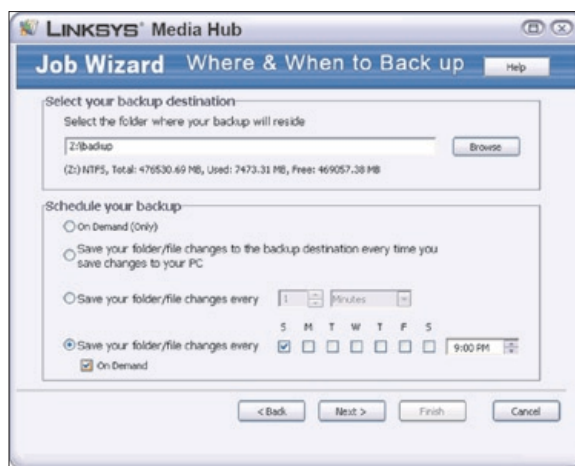 LINKSYS® Media Hub
Job Wizard Where & When to Back up Help
Select your backup destination
Select the folder where your backup will reside
Z:\backup Browse
(Z:) NTFS, Total: 476530.69 MB, Used: 7473.31 MB, Free: 469057.38 MB
Schedule your backup
On Demand (Only)
Save your folder/file changes to the backup destination every time you
save changes to your PC
Save your folder/file changes every 1 Minutes
S M T W T F S
Save your folder/file changes every 9:00 PM
On Demand
< Back Next > Finish Cancel